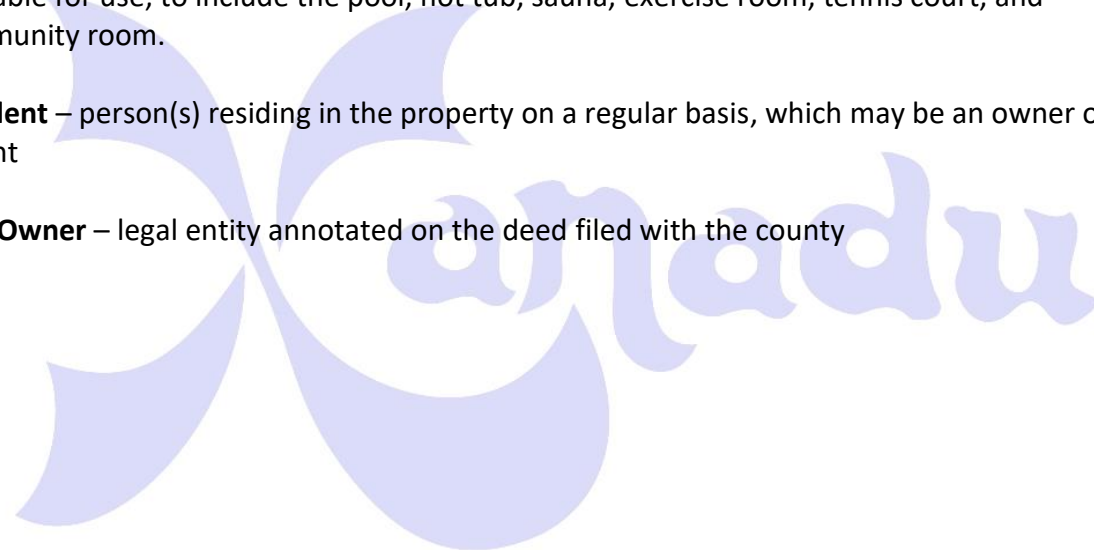 able for use, to include the pool, hot tub, sauna, exercise room, tennis court, and
munity room.
dent – person(s) residing in the property on a regular basis, which may be an owner o
nt
Owner – legal entity annotated on the deed filed with the county
Xanadu